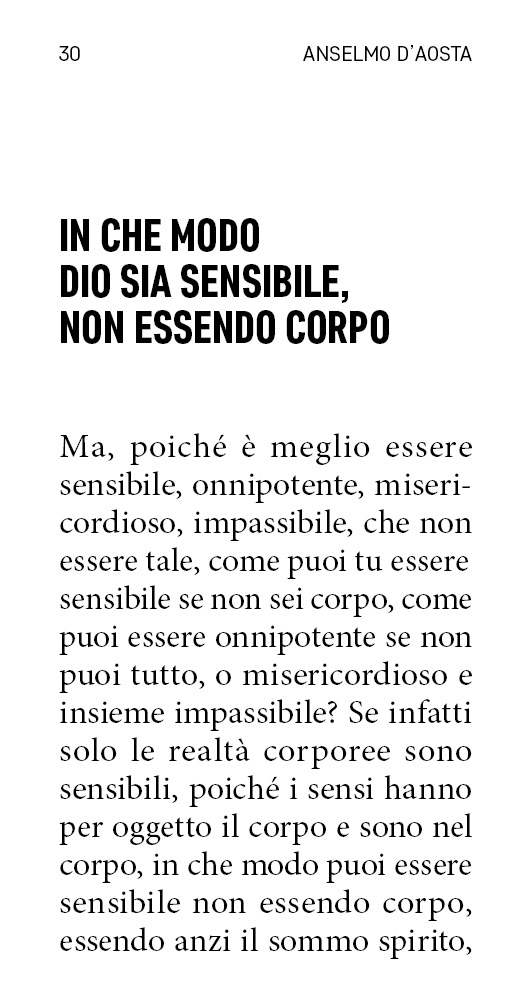 30 ANSELMO D'AOSTA
IN CHE MODO
DIO SIA SENSIBILE,
NON ESSENDO CORPO
Ma, poiché è meglio essere
sensibile, onnipotente, miseri-
cordioso, impassibile, che non
essere tale, come puoi tu essere
sensibile se non sei corpo, come
puoi essere onnipotente se non
puoi tutto, o misericordioso e
insieme impassibile? Se infatti
solo le realtà corporee sono
sensibili, poiché i sensi hanno
per oggetto il corpo e sono nel
corpo, in che modo puoi essere
sensibile non essendo corpo,
essendo anzi il sommo spirito,